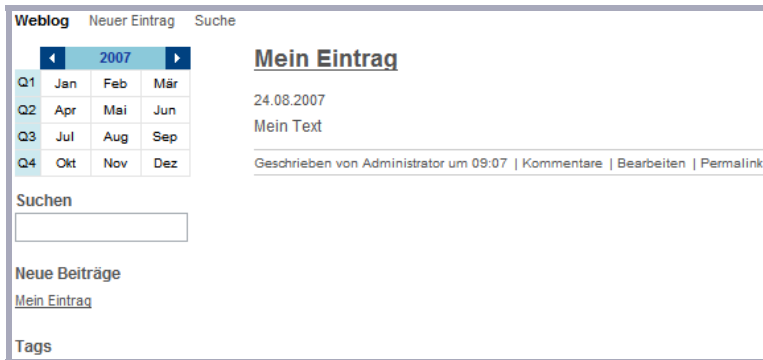 Weblog Neuer Eintrag Suche
2007
Q1 Jan Feb Mär
Q2 Apr Mai Jun
Q3 Jul Aug Sep
Q4 Okt Nov Dez
Suchen
Neue Beiträge
Mein Eintrag
Tags
Mein Eintrag
24.08.2007
Mein Text
Geschrieben von Administrator um 09:07 | Kommentare | Bearbeiten | Permalink